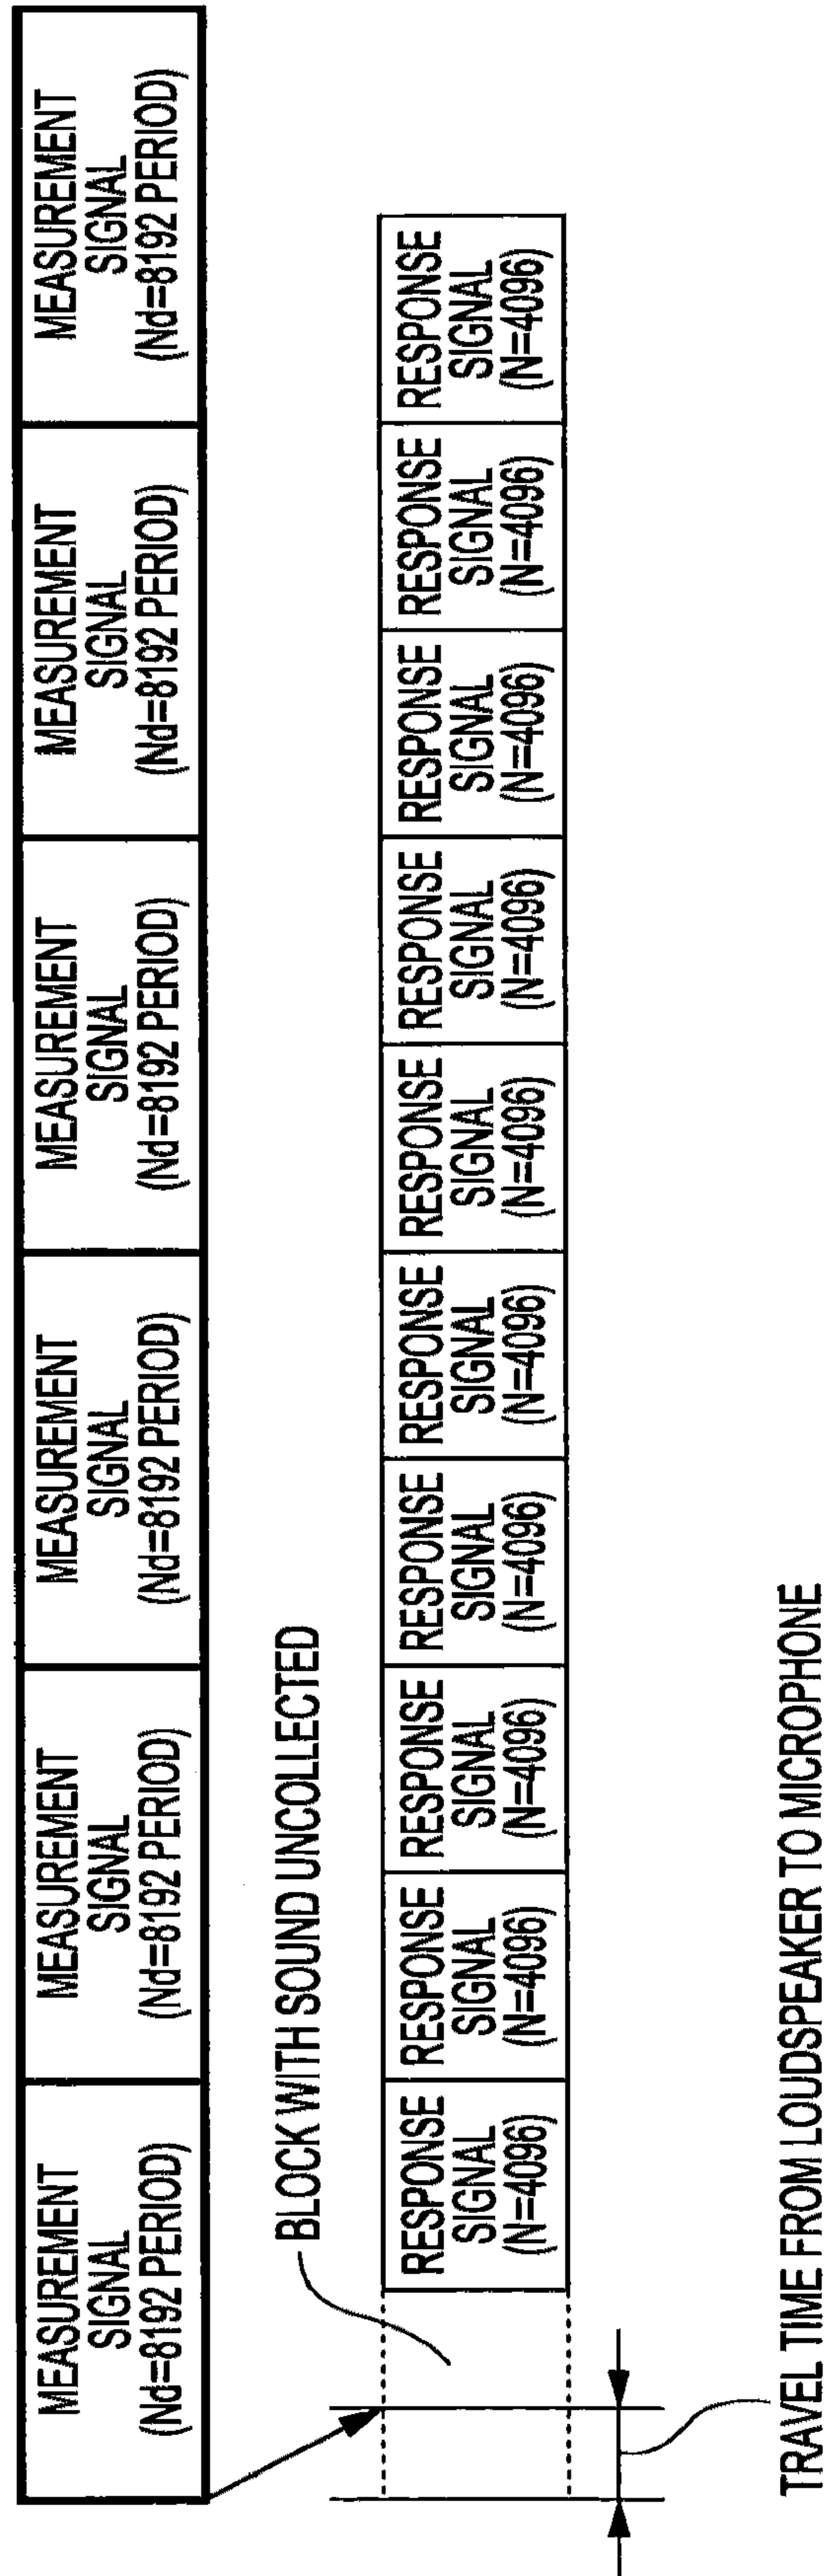 MEASUREMENT
SIGNAL
(Nd=8192 PERIOD)
MEASUREMENT
SIGNAL
(Nd=8192 PERIOD)
MEASUREMENT
SIGNAL
(Nd=8192 PERIOD)
MEASUREMENT
SIGNAL
(Nd=8192 PERIOD)
MEASUREMENT
SIGNAL
(Nd=8192 PERIOD)
MEASUREMENT
SIGNAL
(Nd=8192 PERIOD)
BLOCK WITH SOUND UNCOLLECTED
RESPONSE
SIGNAL
(N=4096)
RESPONSE
SIGNAL
(N=4096)
RESPONSE
SIGNAL
(N=4096)
RESPONSE
SIGNAL
(N=4096)
RESPONSE
SIGNAL
(N=4096)
RESPONSE
SIGNAL
(N=4096)
RESPONSE
SIGNAL
(N=4096)
RESPONSE
SIGNAL
(N=4096)
RESPONSE
SIGNAL
(N=4096)
RESPONSE
SIGNAL
(N=4096)
TRAVEL TIME FROM LOUDSPEAKER TO MICROPHONE